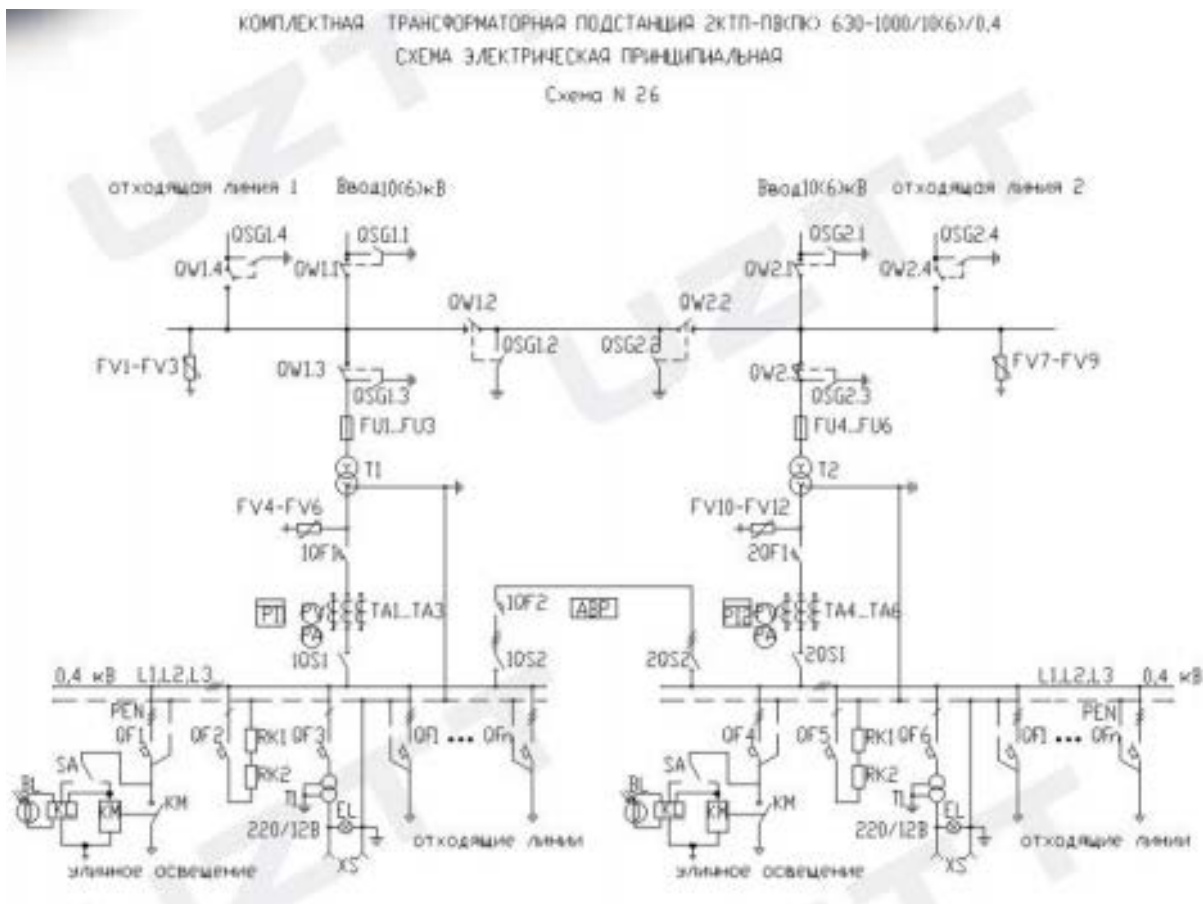 КОМПЛЕКТНАЯ ТРАНСФОРМАТОРНАЯ ПОДСТАНЦИЯ 2КТП-ПВ(ПК) 630-1000/10(6)/0,4
СХЕМА ЭЛЕКТРИЧЕСКАЯ ПРИНЦИПИАЛЬНАЯ
Схема N 26
UZTT
отходящая линия 1 Ввод10(6)кВ Ввод10(6)кВ отходящая линия 2
QSG1.4 QSG1.1 QSG2.1 QSG2.4
QW1.4 QW1.1 QW2.1 QW2.4
QW1.2 QW2.2
QSG1.2 QSG2.2
FV1-FV3 QW1.3 QW2.3 FV7-FV9
QSG1.3 QSG2.3
FU1...FU3 FU4...FU6
T1 T2
FV4-FV6 FV10-FV12
1QF1 2QF1
1QF2 АВР
PI1 PV TA1...TA3 PI2 PV TA4...TA6
PA PA
1QS1 1QS2 2QS2 2QS1
0,4 кВ L1,L2,L3 L1,L2,L3 0,4 кВ
PEN PEN
QF1 QF2 RK1 QF3 QF1 ... QFn QF4 QF5 RK1 QF6 QF1 ... QFn
SA RK2 SA RK2
BL KM KM TL EL BL KM KM TL EL
220/12В 220/12В
отходящие линии отходящие линии
уличное освещение XS уличное освещение XS